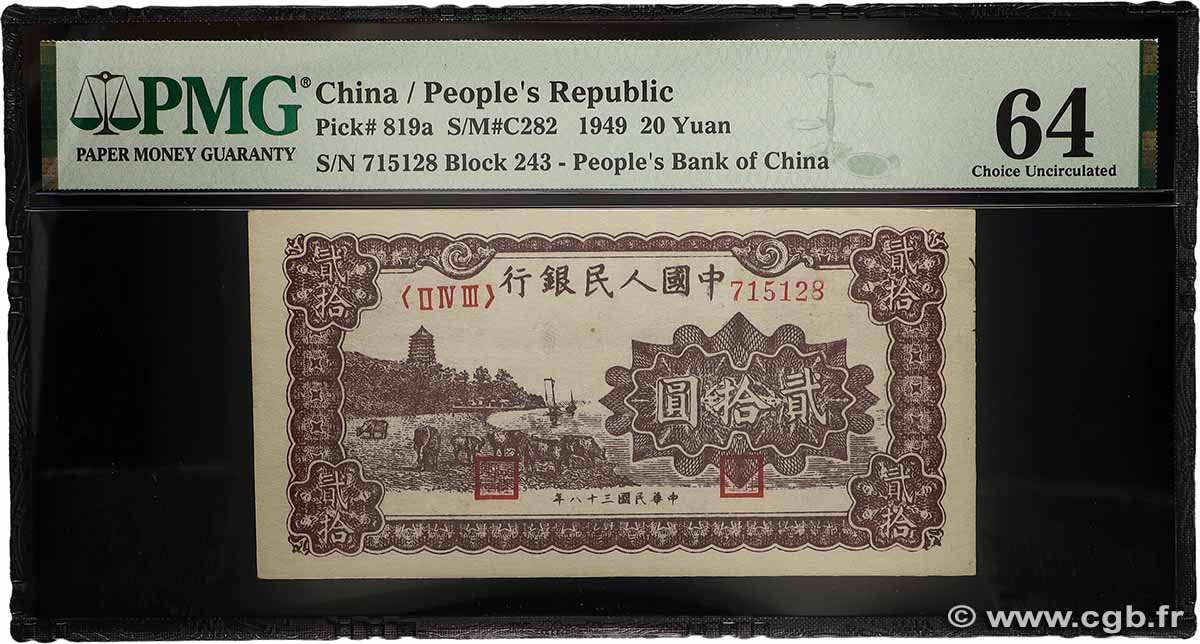 PMG®
PAPER MONEY GUARANTY
China / People's Republic
Pick# 819a S/M#C282 1949 20 Yuan
S/N 715128 Block 243 - People's Bank of China
64
Choice Uncirculated
行銀民人國中
〈ⅡⅣⅢ〉
715128
貳拾
貳拾
圓拾貳
貳拾
貳拾
年八十三國民華中
© www.cgb.fr